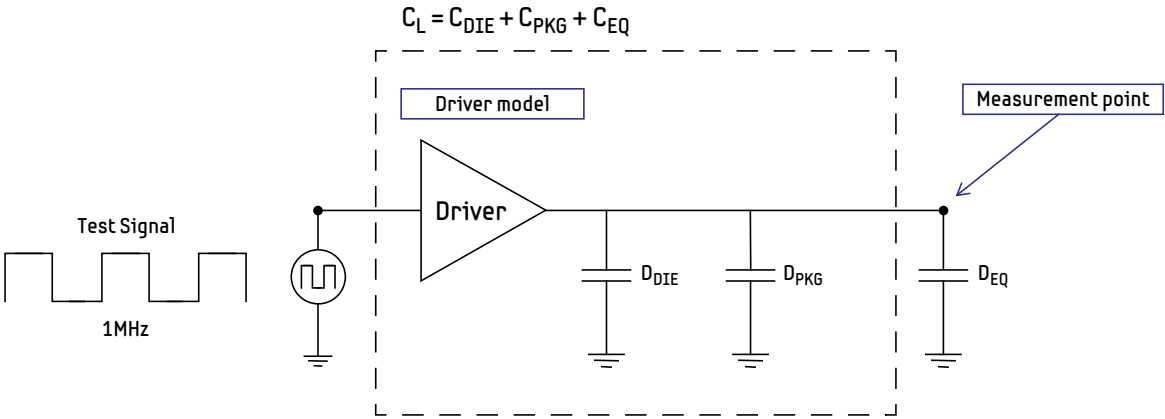 C_L = C_DIE + C_PKG + C_EQ
Driver model
Measurement point
Driver
Test Signal
D_DIE
D_PKG
D_EQ
1MHz